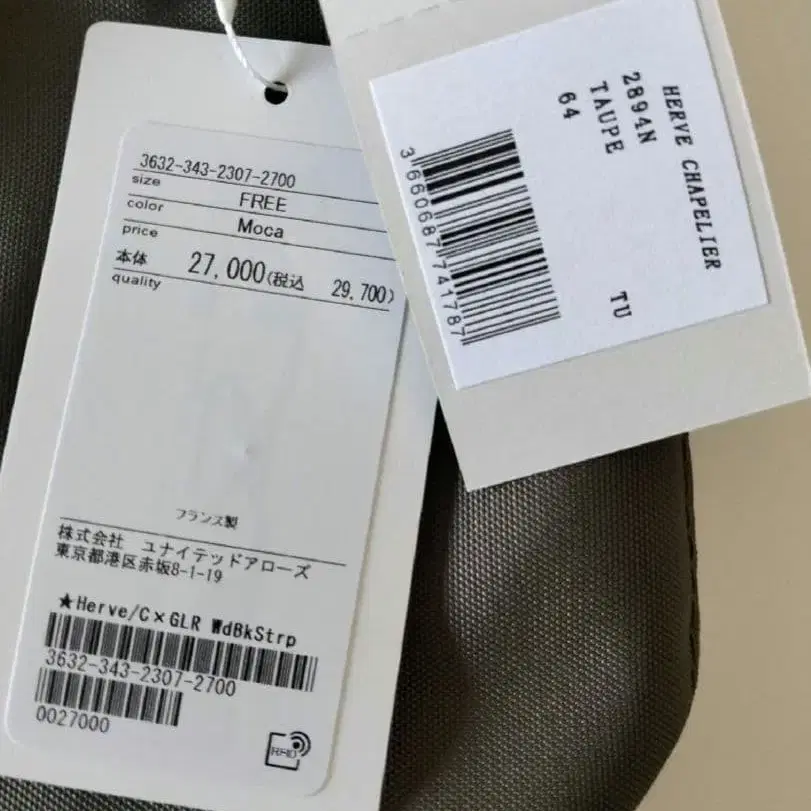 3632-343-2307-2700
size
FREE
color
Moca
price
本体 27,000(税込 29,700)
quality
フランス製
株式会社 ユナイテッドアローズ
東京都港区赤坂8-1-19
★Herve/C×GLR WdBkStrp
3632-343-2307-2700
0027000
RFID
HERVE CHAPELIER
2894N
TAUPE
64
TU
3660687741787